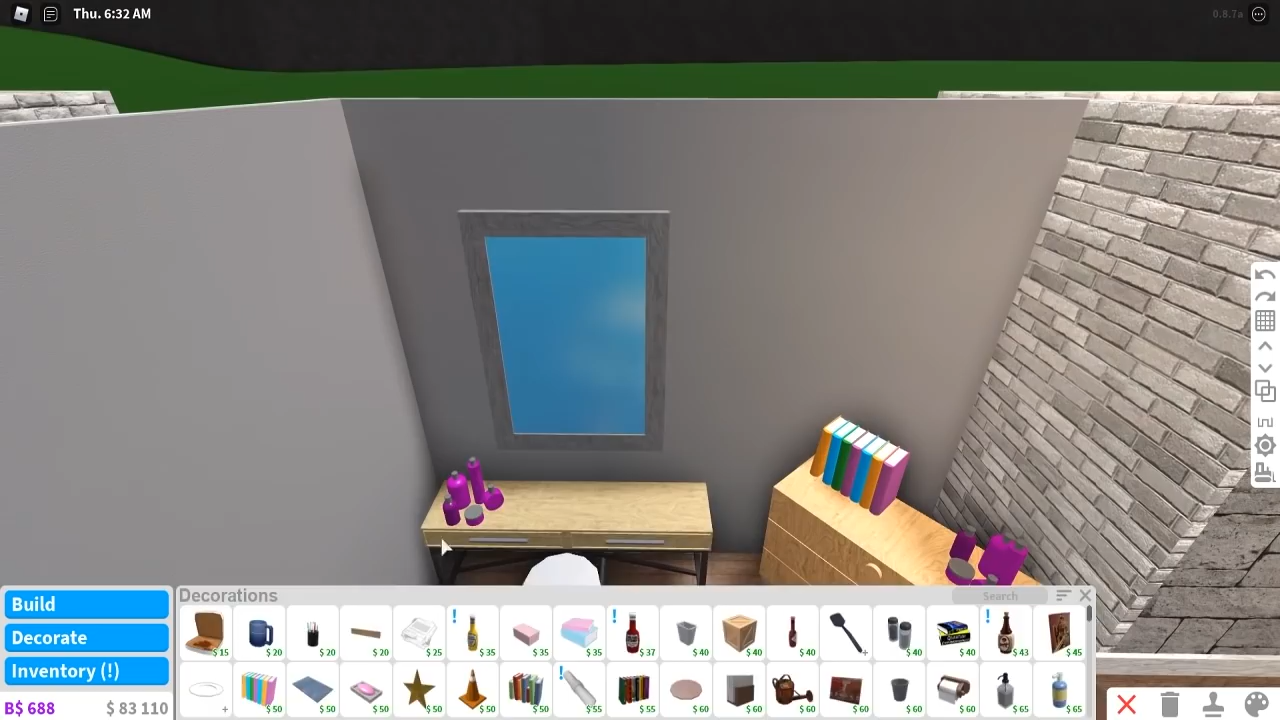 Thu. 6:32 AM
0.8.7a
Build
Decorate
Inventory (!)
B$ 688 $ 83 110
Decorations
Search
$ 15 $ 20 $ 20 $ 20 $ 25 ! $ 35 $ 35 $ 35 ! $ 37 $ 40 $ 40 $ 40 + $ 40 $ 40 ! $ 43 $ 45
+ $ 50 $ 50 $ 50 $ 50 $ 50 $ 50 ! $ 55 $ 55 $ 60 $ 60 $ 60 $ 60 $ 60 $ 60 $ 65 $ 65